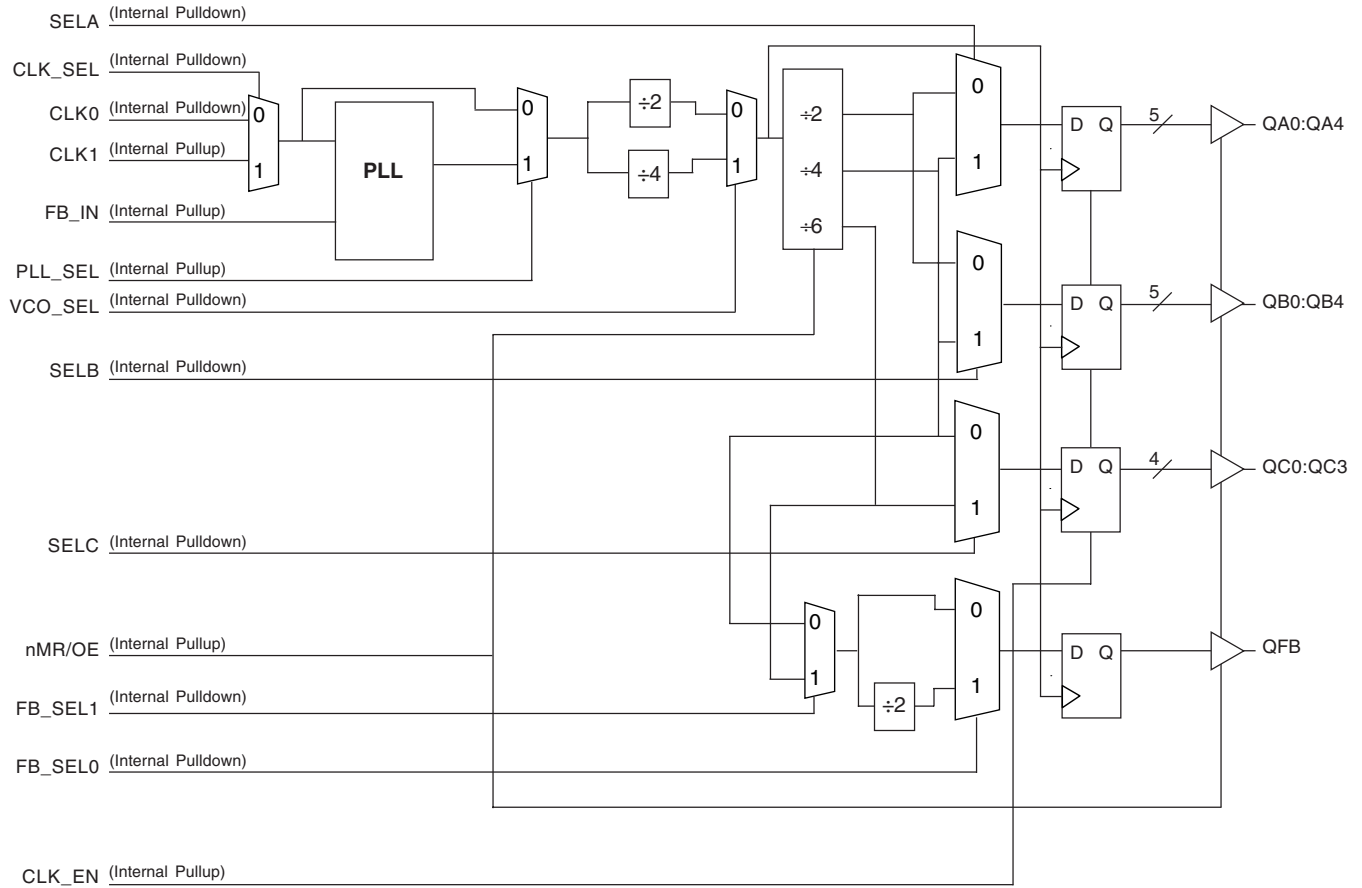 SELA (Internal Pulldown)
CLK_SEL (Internal Pulldown)
CLK0 (Internal Pulldown)
CLK1 (Internal Pullup)
FB_IN (Internal Pullup)
PLL_SEL (Internal Pullup)
VCO_SEL (Internal Pulldown)
SELB (Internal Pulldown)
SELC (Internal Pulldown)
nMR/OE (Internal Pullup)
FB_SEL1 (Internal Pulldown)
FB_SEL0 (Internal Pulldown)
CLK_EN (Internal Pullup)
0
1
PLL
0
1
÷2
÷4
0
1
÷2
÷4
÷6
0
1
D Q
5
QA0:QA4
0
1
D Q
5
QB0:QB4
0
1
D Q
4
QC0:QC3
0
1
÷2
0
1
D Q
QFB